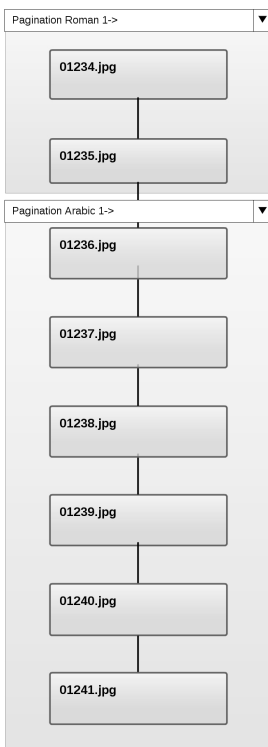 Pagination Roman 1->
01234.jpg
01235.jpg
Pagination Arabic 1->
01236.jpg
01237.jpg
01238.jpg
01239.jpg
01240.jpg
01241.jpg